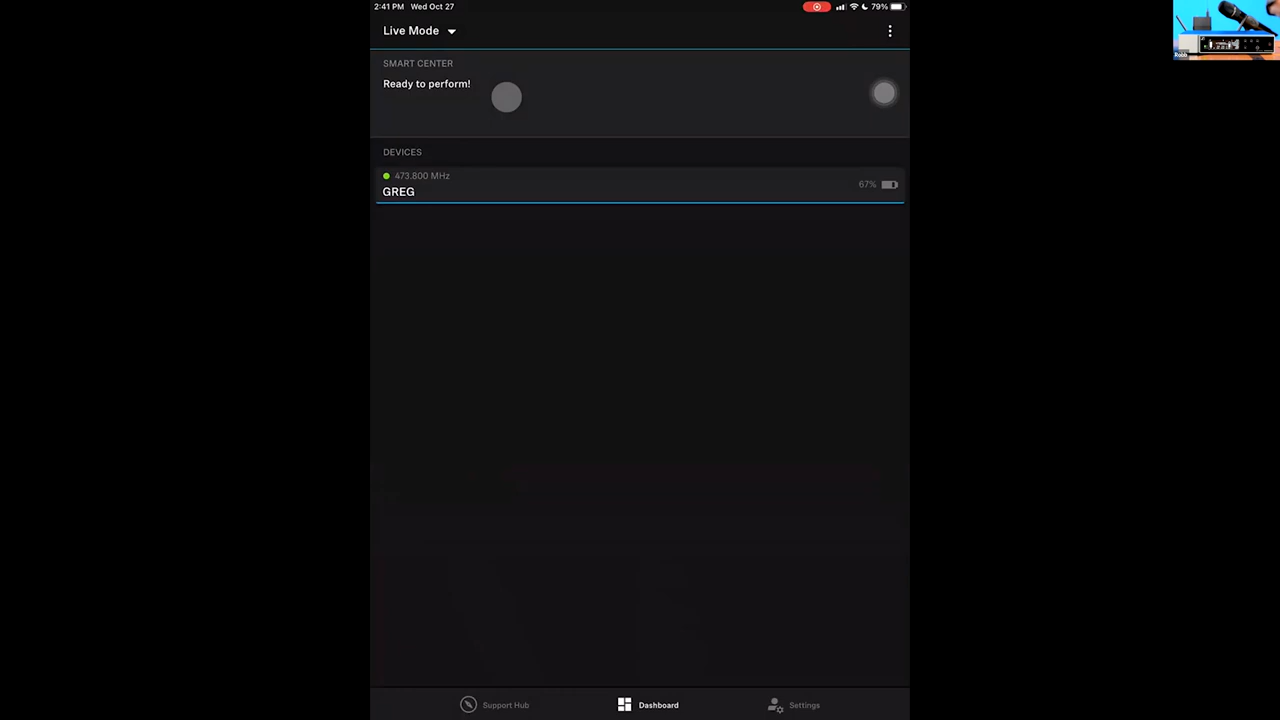 2:41 PM Wed Oct 27
79%
Live Mode
SMART CENTER
Ready to perform!
DEVICES
473.800 MHz
GREG
67%
Support Hub
Dashboard
Settings
Robb